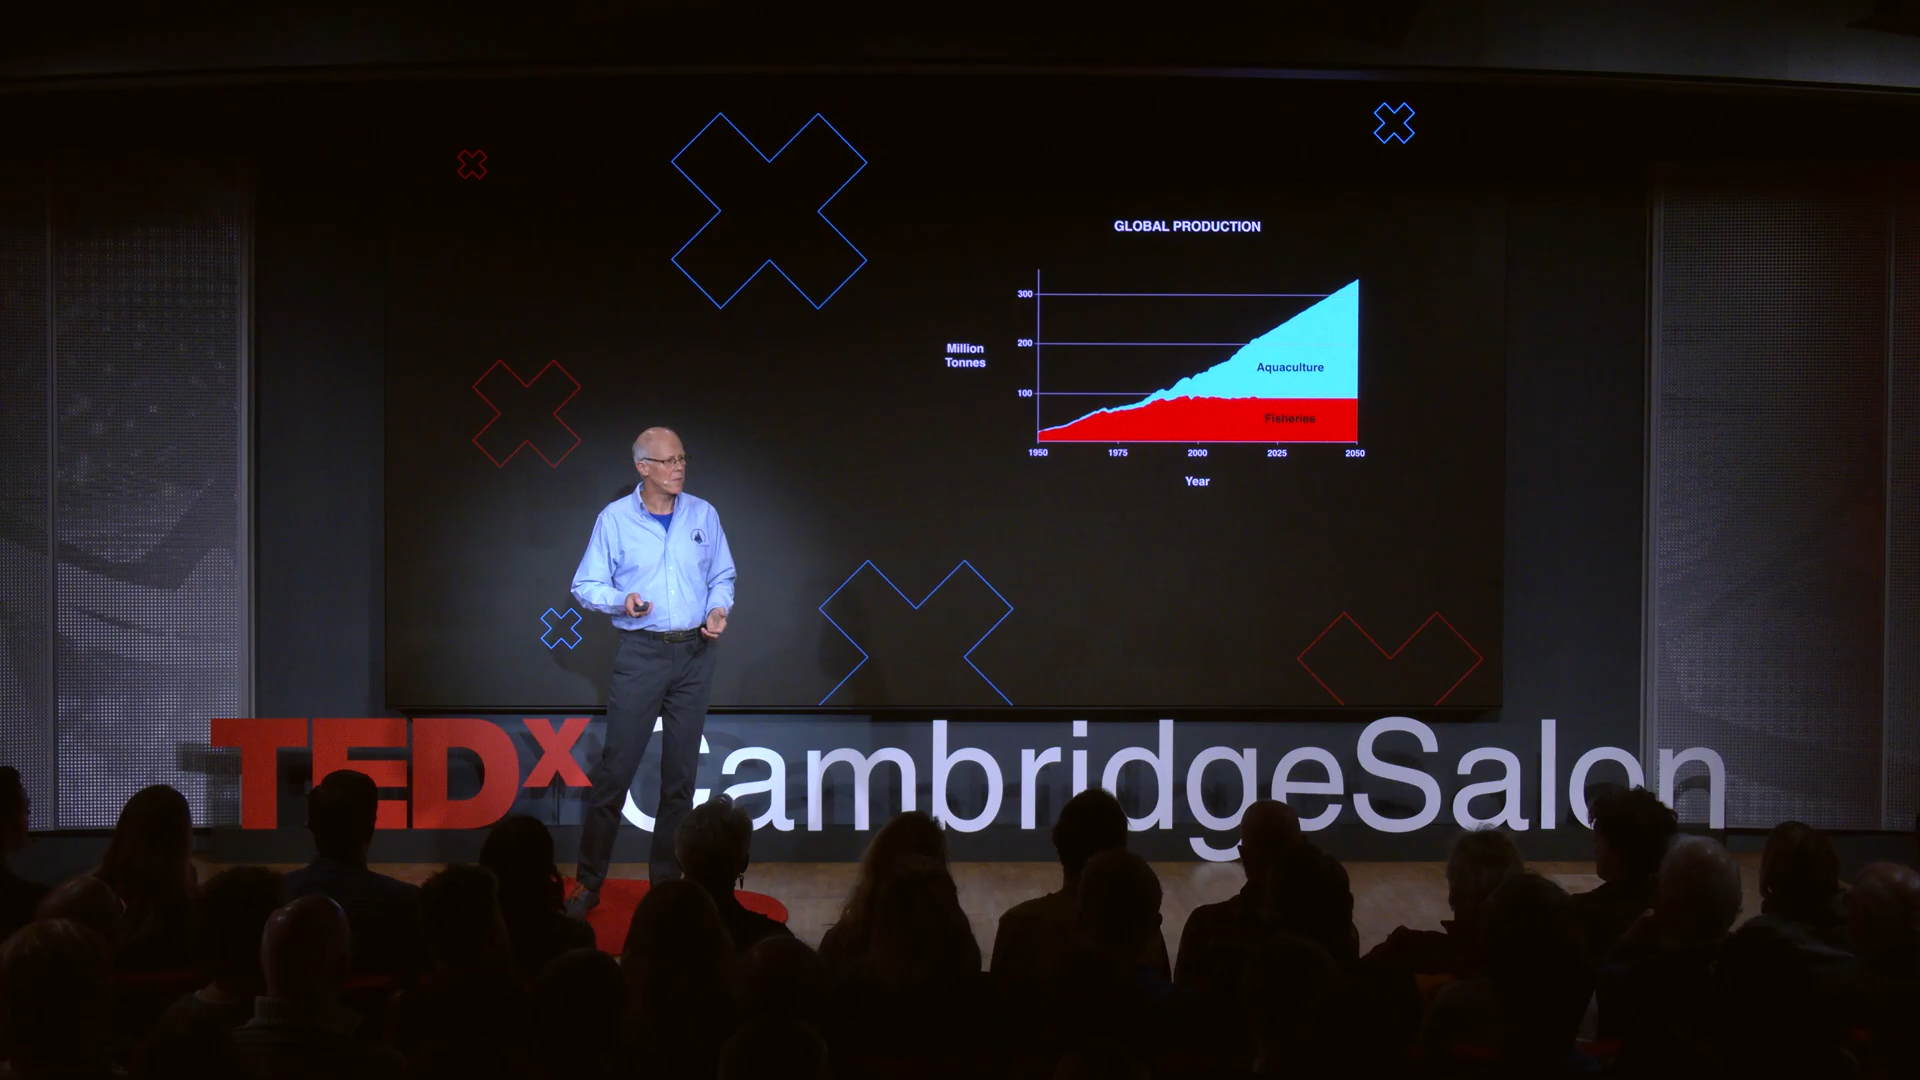 GLOBAL PRODUCTION
300
200
100
Million
Tonnes
Aquaculture
Fisheries
1950 1975 2000 2025 2050
Year
TEDx CambridgeSalon